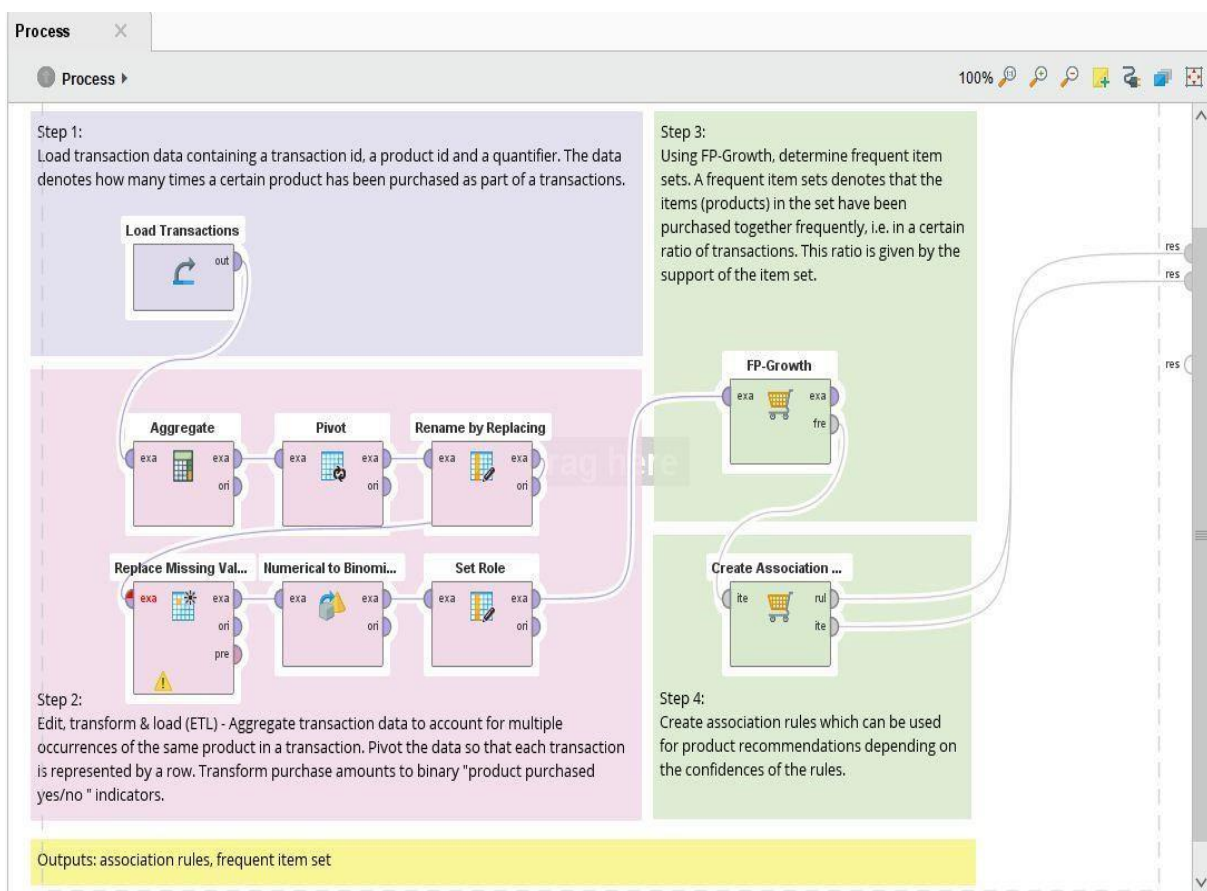 Process
Process
100%
Step 1:
Load transaction data containing a transaction id, a product id and a quantifier. The data
denotes how many times a certain product has been purchased as part of a transactions.
Load Transactions
out
Step 3:
Using FP-Growth, determine frequent item
sets. A frequent item sets denotes that the
items (products) in the set have been
purchased together frequently, i.e. in a certain
ratio of transactions. This ratio is given by the
support of the item set.
res
res
res
FP-Growth
exa exa
fre
Aggregate
exa exa
ori
Pivot
exa exa
ori
Rename by Replacing
exa exa
ori
rag here
Replace Missing Val...
exa exa
ori
pre
Numerical to Binomi...
exa exa
ori
Set Role
exa exa
ori
Create Association ...
ite rul
ite
Step 2:
Edit, transform & load (ETL) - Aggregate transaction data to account for multiple
occurrences of the same product in a transaction. Pivot the data so that each transaction
is represented by a row. Transform purchase amounts to binary "product purchased
yes/no " indicators.
Step 4:
Create association rules which can be used
for product recommendations depending on
the confidences of the rules.
Outputs: association rules, frequent item set